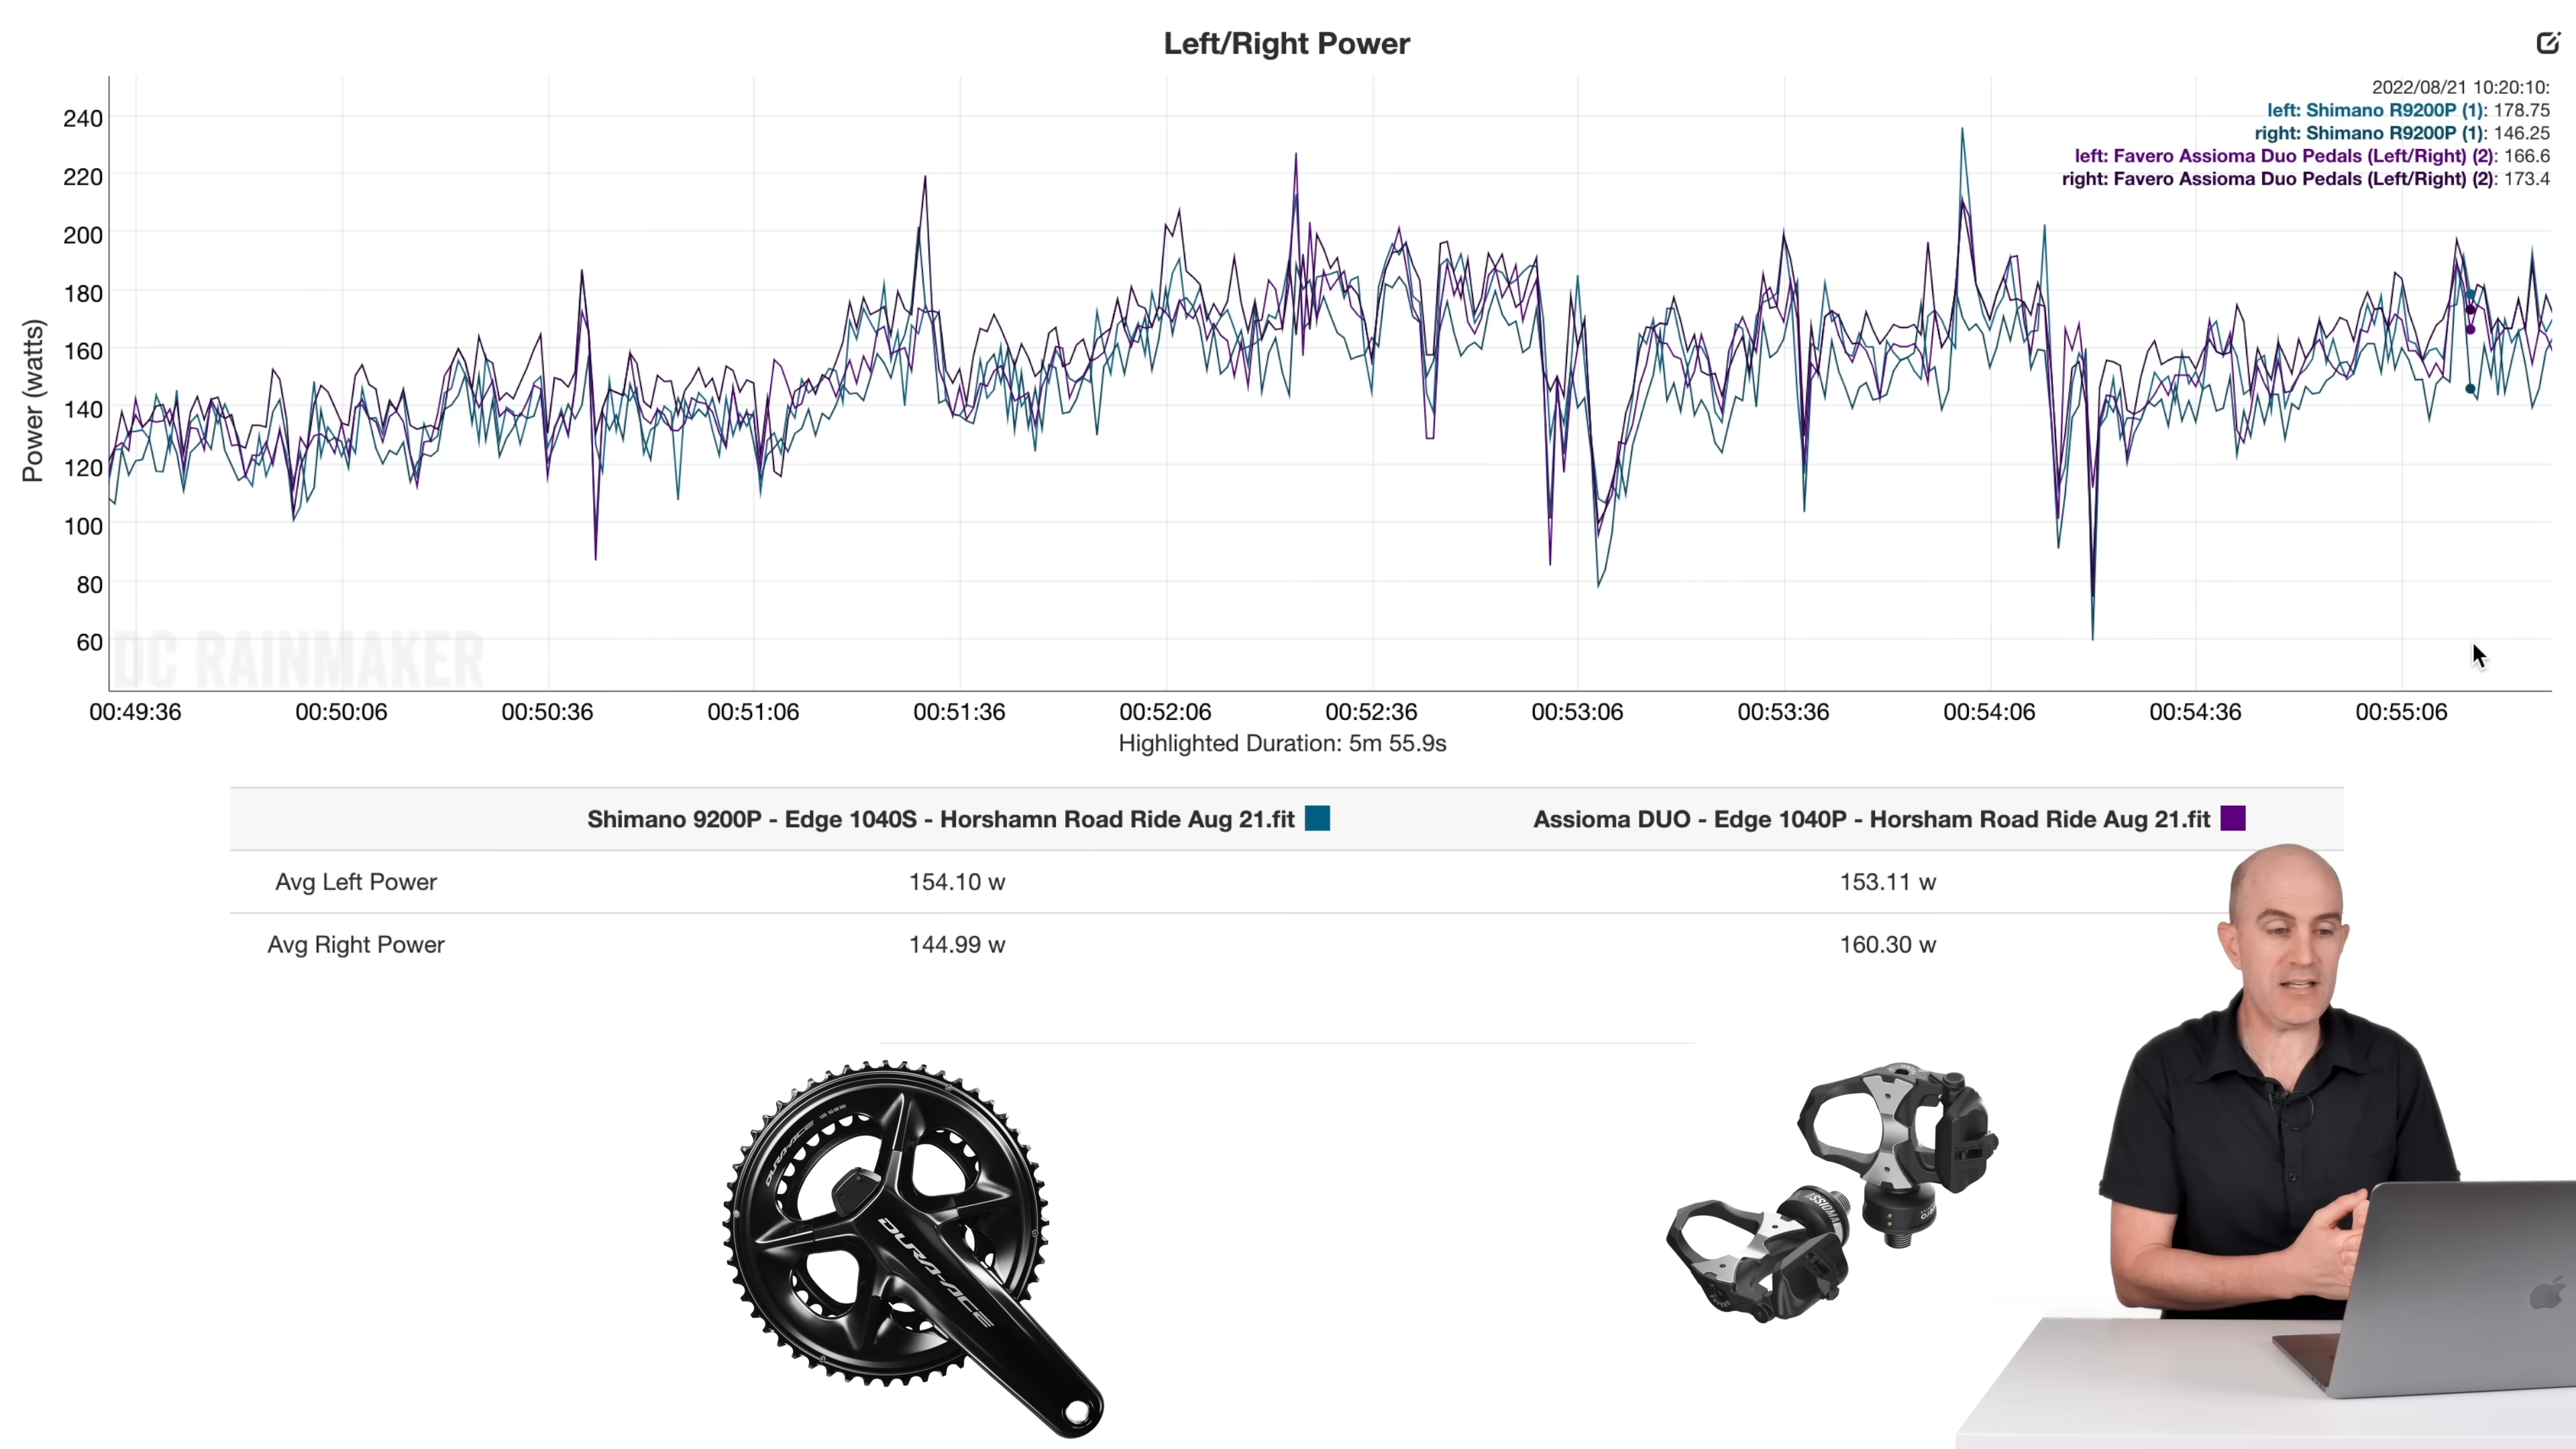 Left/Right Power
2022/08/21 10:20:10:
left: Shimano R9200P (1): 178.75
right: Shimano R9200P (1): 146.25
left: Favero Assioma Duo Pedals (Left/Right) (2): 166.6
right: Favero Assioma Duo Pedals (Left/Right) (2): 173.4
Power (watts)
240
220
200
180
160
140
120
100
80
60
DC RAINMAKER
00:49:36 00:50:06 00:50:36 00:51:06 00:51:36 00:52:06 00:52:36 00:53:06 00:53:36 00:54:06 00:54:36 00:55:06
Highlighted Duration: 5m 55.9s
Shimano 9200P - Edge 1040S - Horshamn Road Ride Aug 21.fit Assioma DUO - Edge 1040P - Horsham Road Ride Aug 21.fit
Avg Left Power 154.10 w 153.11 w
Avg Right Power 144.99 w 160.30 w
DURA-ACE
DURA-ACE
ASSIOMA